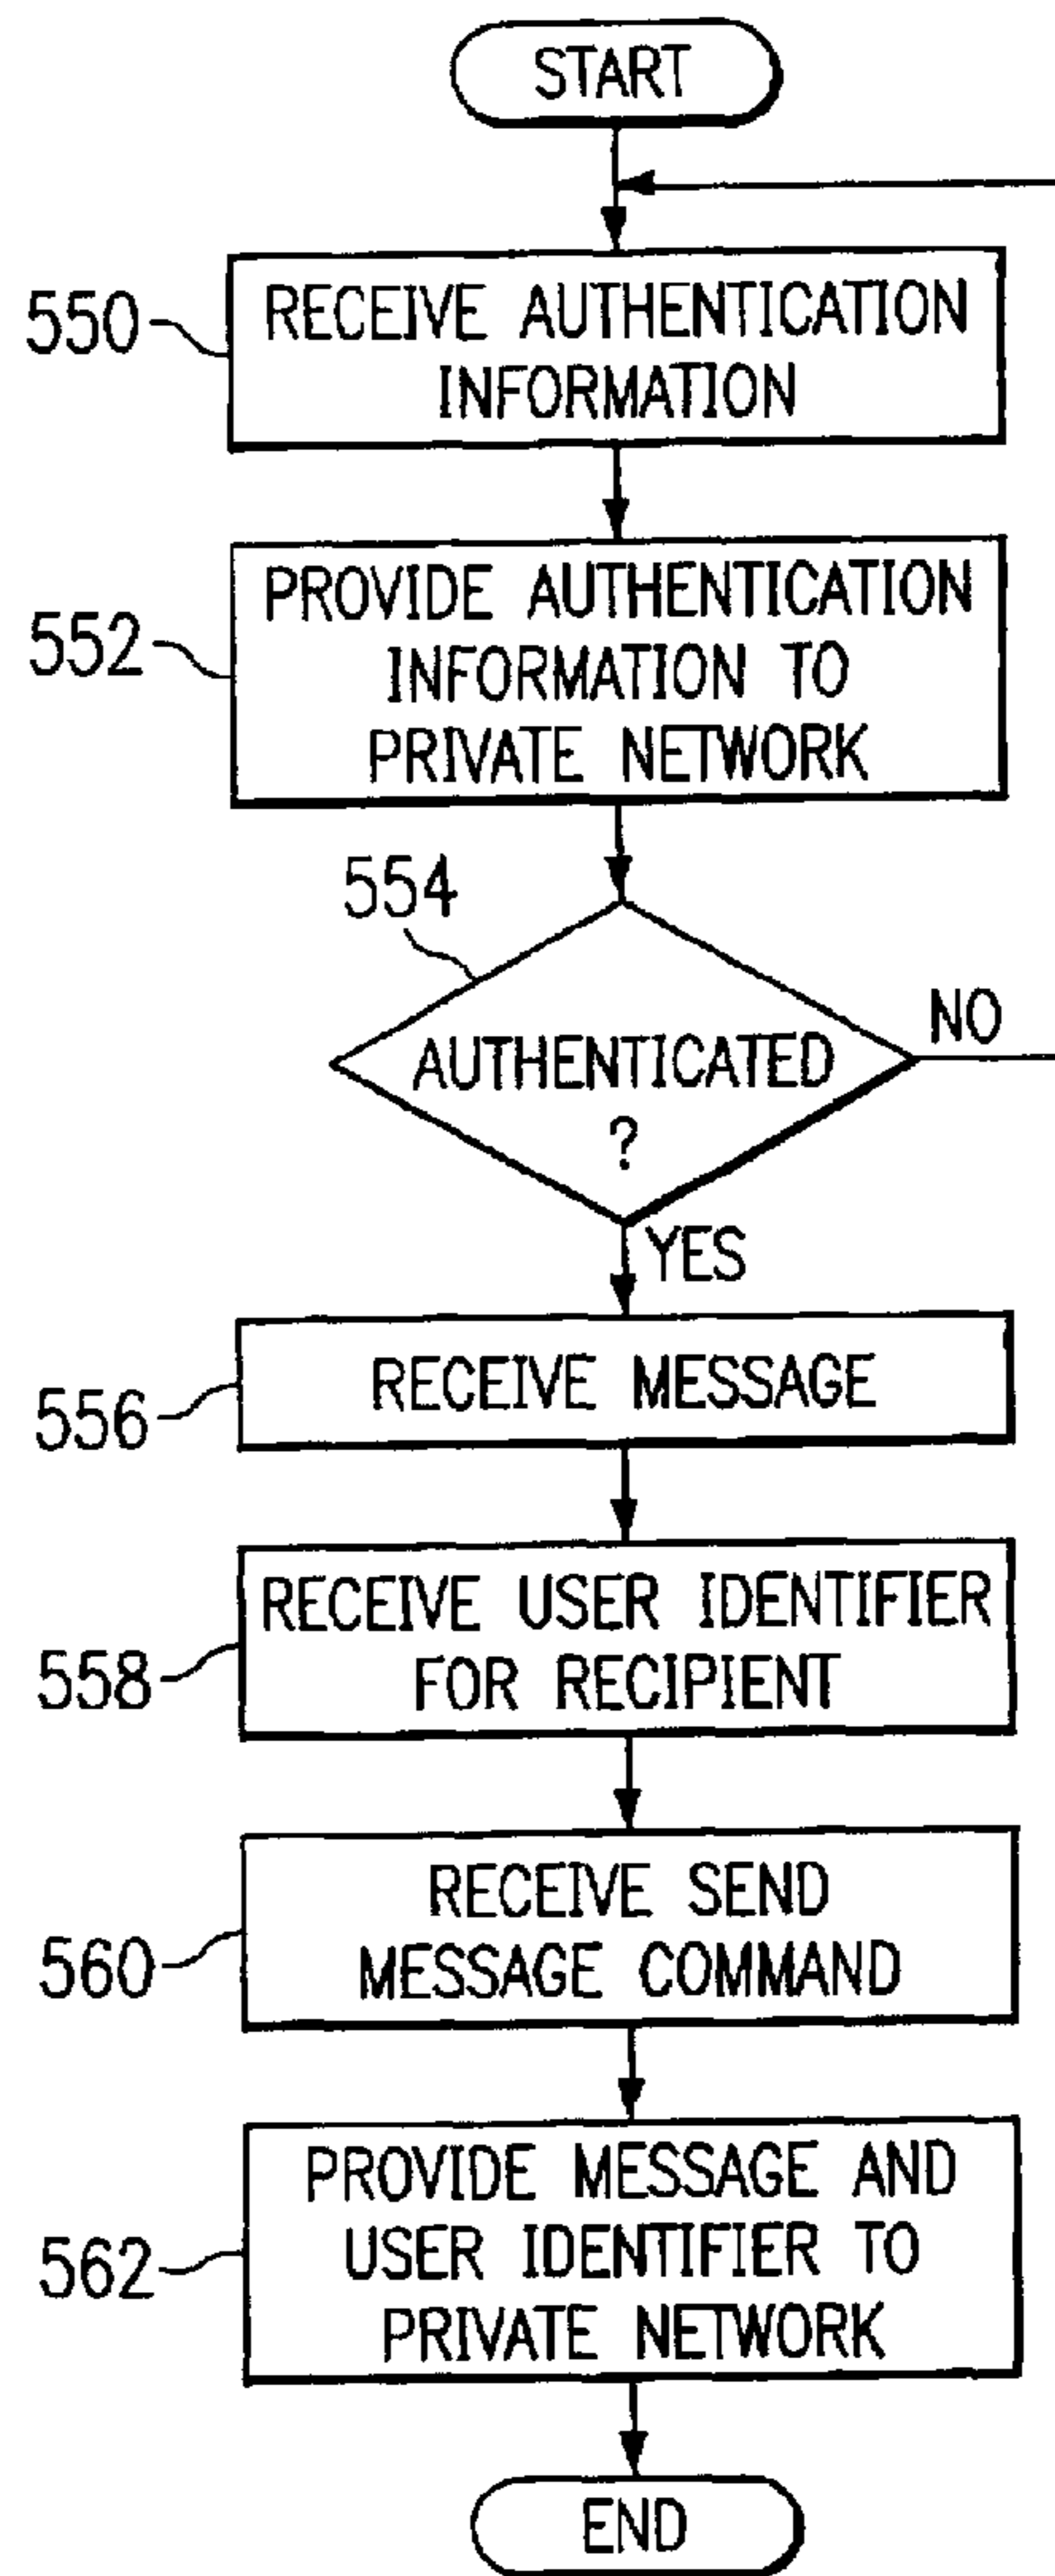 START
550
RECEIVE AUTHENTICATION
INFORMATION
552
PROVIDE AUTHENTICATION
INFORMATION TO
PRIVATE NETWORK
554
AUTHENTICATED
?
NO
YES
556
RECEIVE MESSAGE
558
RECEIVE USER IDENTIFIER
FOR RECIPIENT
560
RECEIVE SEND
MESSAGE COMMAND
562
PROVIDE MESSAGE AND
USER IDENTIFIER TO
PRIVATE NETWORK
END